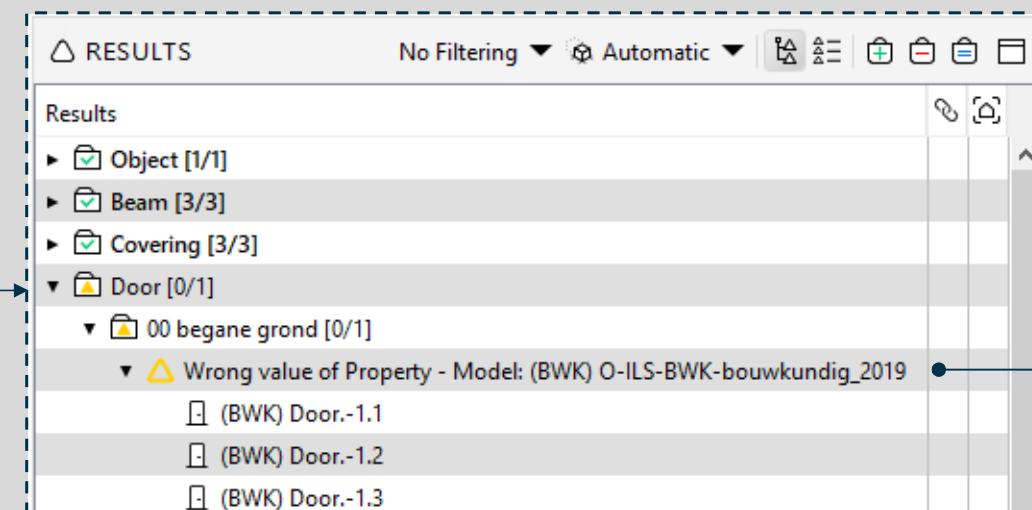 RESULTS No Filtering Automatic
Results
Object [1/1]
Beam [3/3]
Covering [3/3]
Door [0/1]
00 begane grond [0/1]
Wrong value of Property - Model: (BWK) O-ILS-BWK-bouwkundig_2019
(BWK) Door.-1.1
(BWK) Door.-1.2
(BWK) Door.-1.3